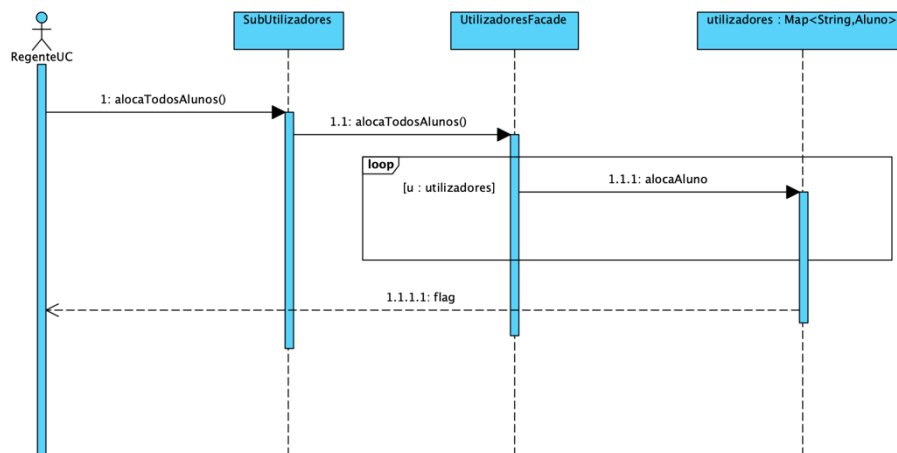 SubUtilizadores
UtilizadoresFacade
utilizadores : Map<String,Aluno>
RegenteUC
1: alocaTodosAlunos()
1.1: alocaTodosAlunos()
loop
[u : utilizadores]
1.1.1: alocaAluno
1.1.1.1: flag